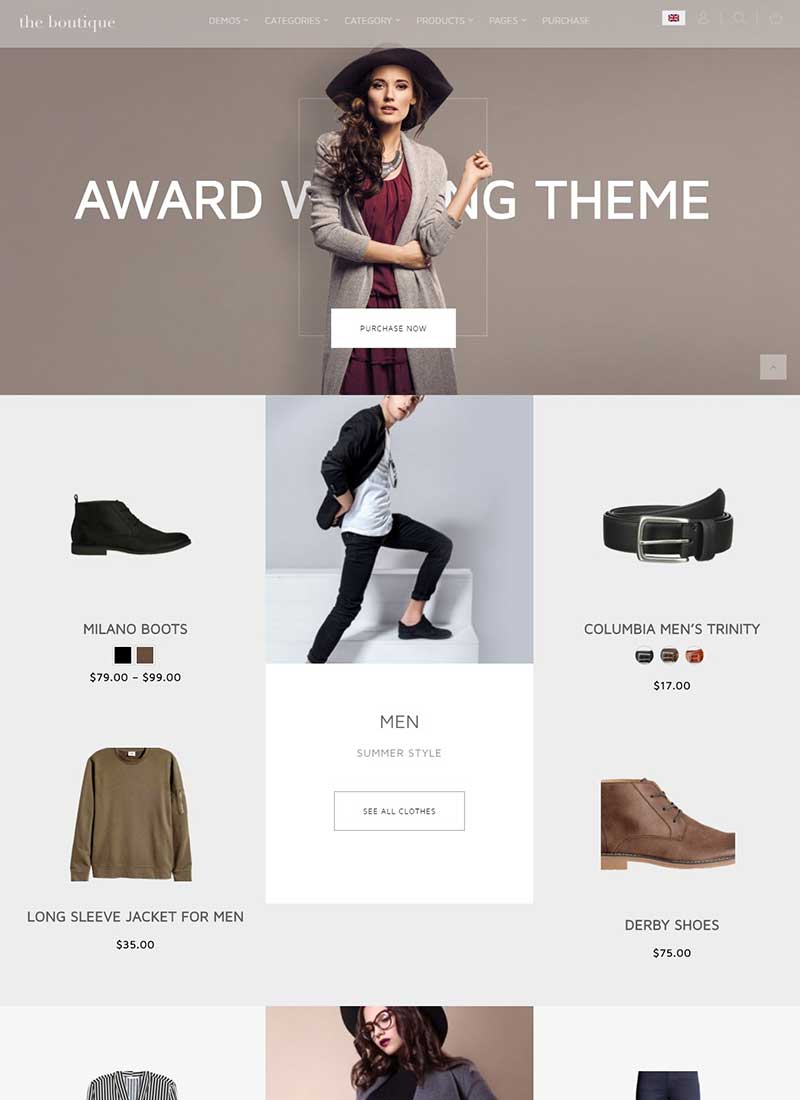 the boutique
DEMOS
CATEGORIES
CATEGORY
PRODUCTS
PAGES
PURCHASE
AWARD W NG THEME
PURCHASE NOW
MILANO BOOTS
$79.00 – $99.00
COLUMBIA MEN’S TRINITY
$17.00
MEN
SUMMER STYLE
SEE ALL CLOTHES
LONG SLEEVE JACKET FOR MEN
$35.00
DERBY SHOES
$75.00